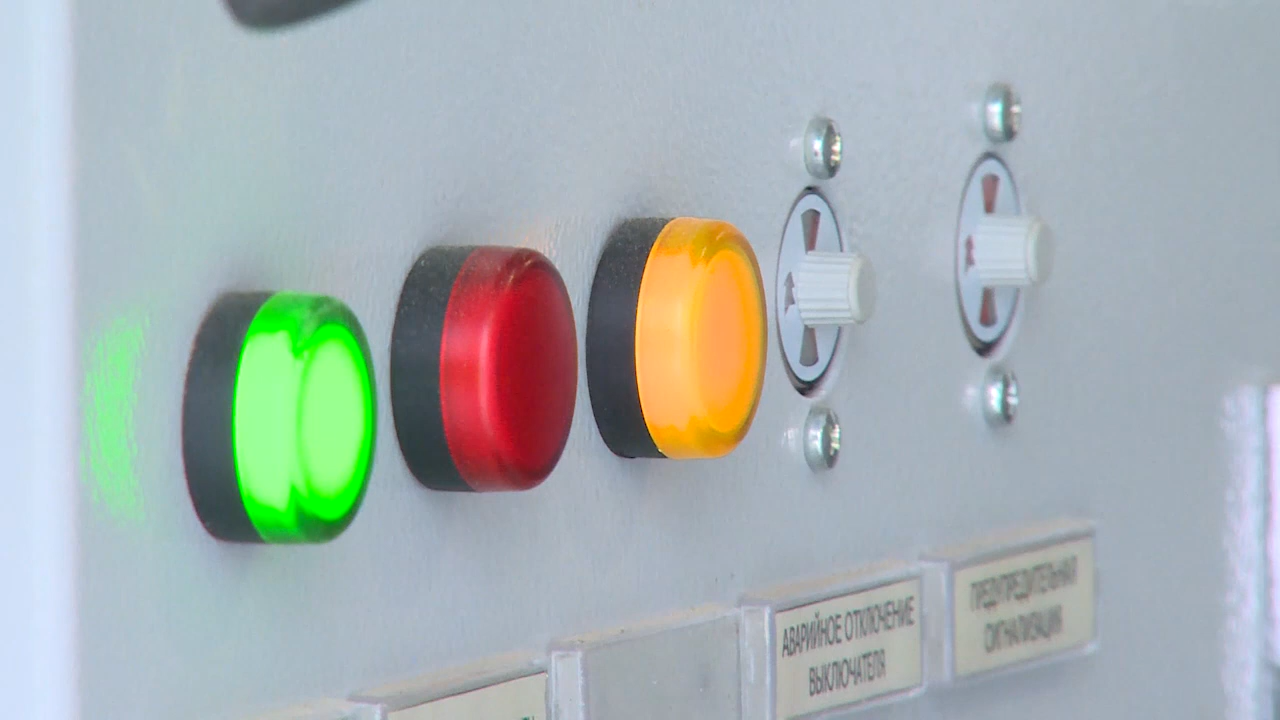 АВАРИЙНОЕ ОТКЛЮЧЕНИЕ
ВЫКЛЮЧАТЕЛЯ
ПРЕДУПРЕДИТЕЛЬНАЯ
СИГНАЛИЗАЦИЯ